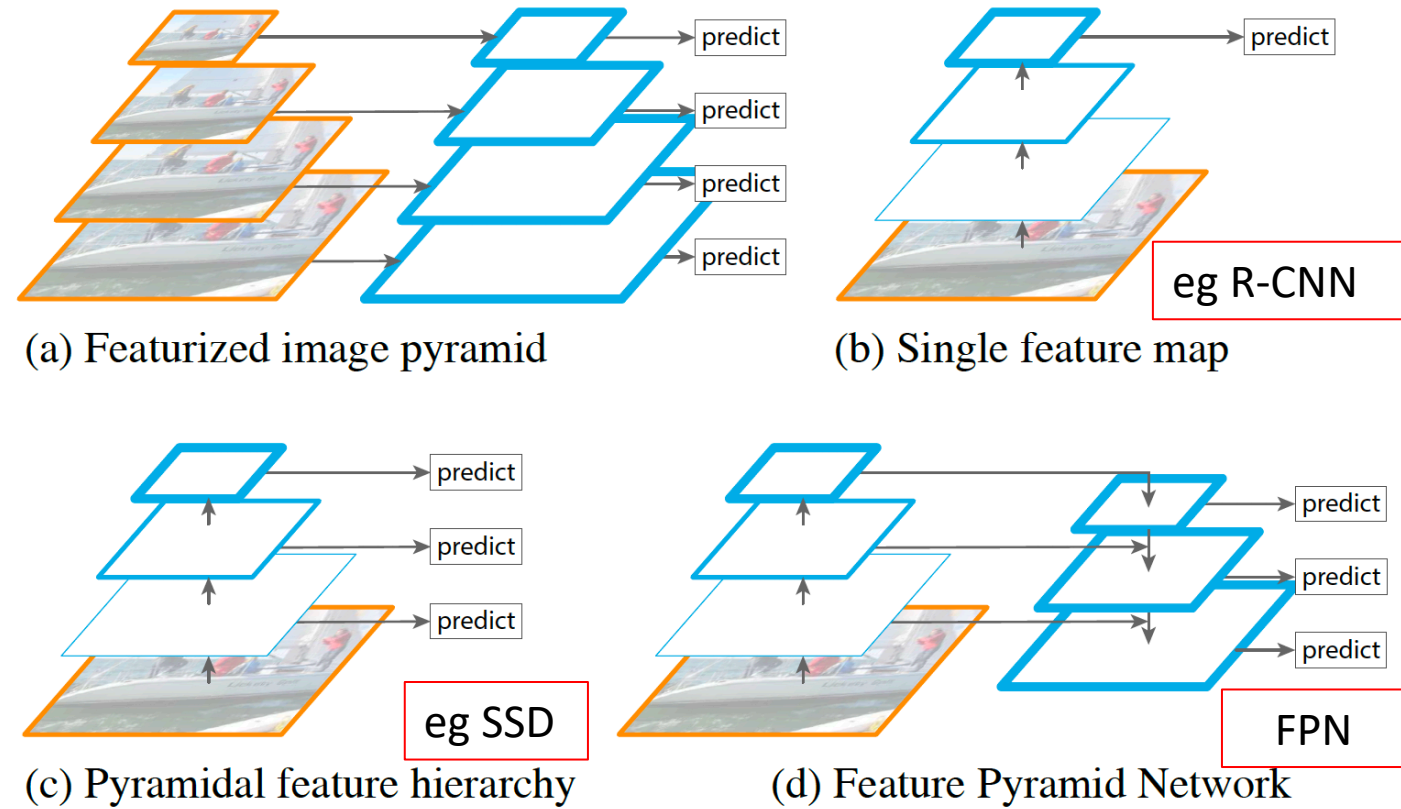 predict
predict
predict
predict
(a) Featurized image pyramid
predict
eg R-CNN
(b) Single feature map
predict
predict
predict
eg SSD
(c) Pyramidal feature hierarchy
predict
predict
predict
FPN
(d) Feature Pyramid Network